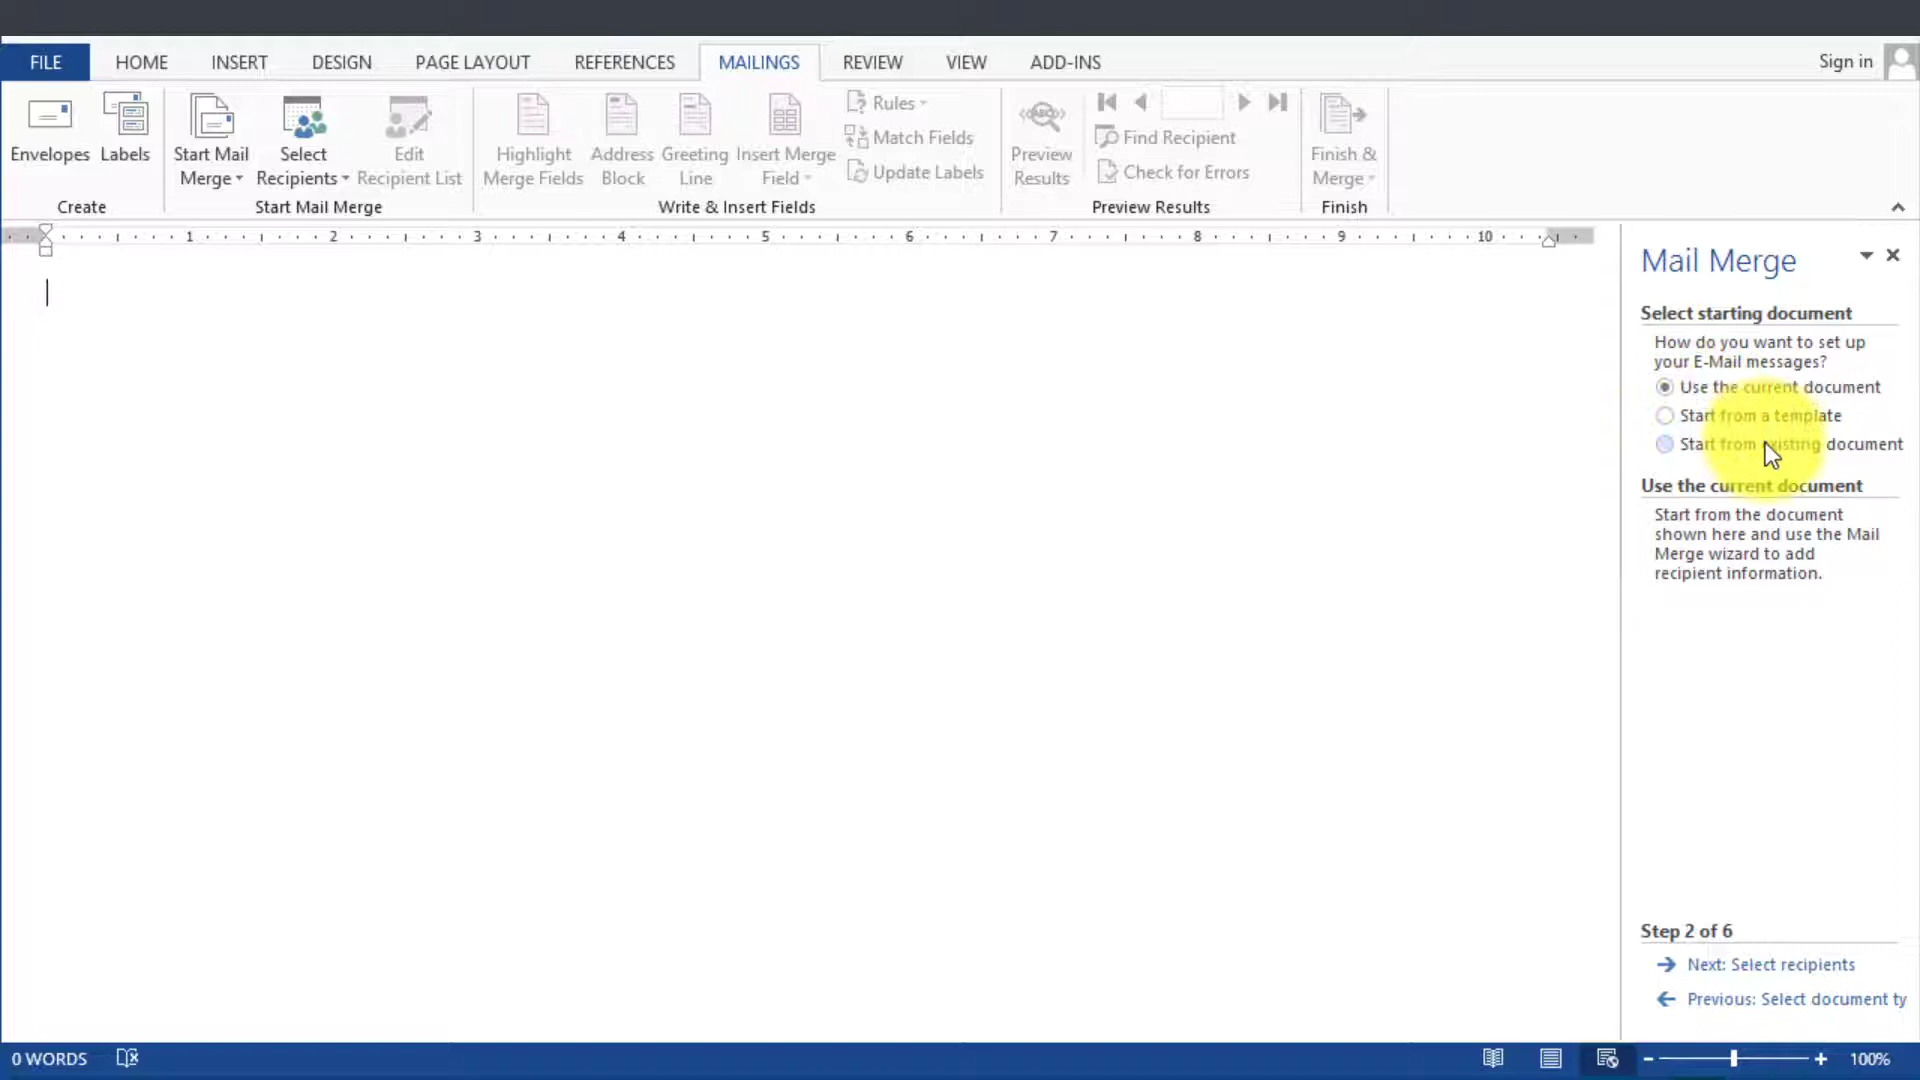 FILE HOME INSERT DESIGN PAGE LAYOUT REFERENCES MAILINGS REVIEW VIEW ADD-INS Sign in
Envelopes Labels
Create
Start Mail Merge
Select Recipients
Edit Recipient List
Start Mail Merge
Highlight Merge Fields
Address Block
Greeting Line
Insert Merge Field
Rules
Match Fields
Update Labels
Write & Insert Fields
Preview Results
Find Recipient
Check for Errors
Preview Results
Finish & Merge
Finish
1 2 3 4 5 6 7 8 9 10
Mail Merge
Select starting document
How do you want to set up
your E-Mail messages?
Use the current document
Start from a template
Start from existing document
Use the current document
Start from the document
shown here and use the Mail
Merge wizard to add
recipient information.
Step 2 of 6
Next: Select recipients
Previous: Select document ty
0 WORDS
100%